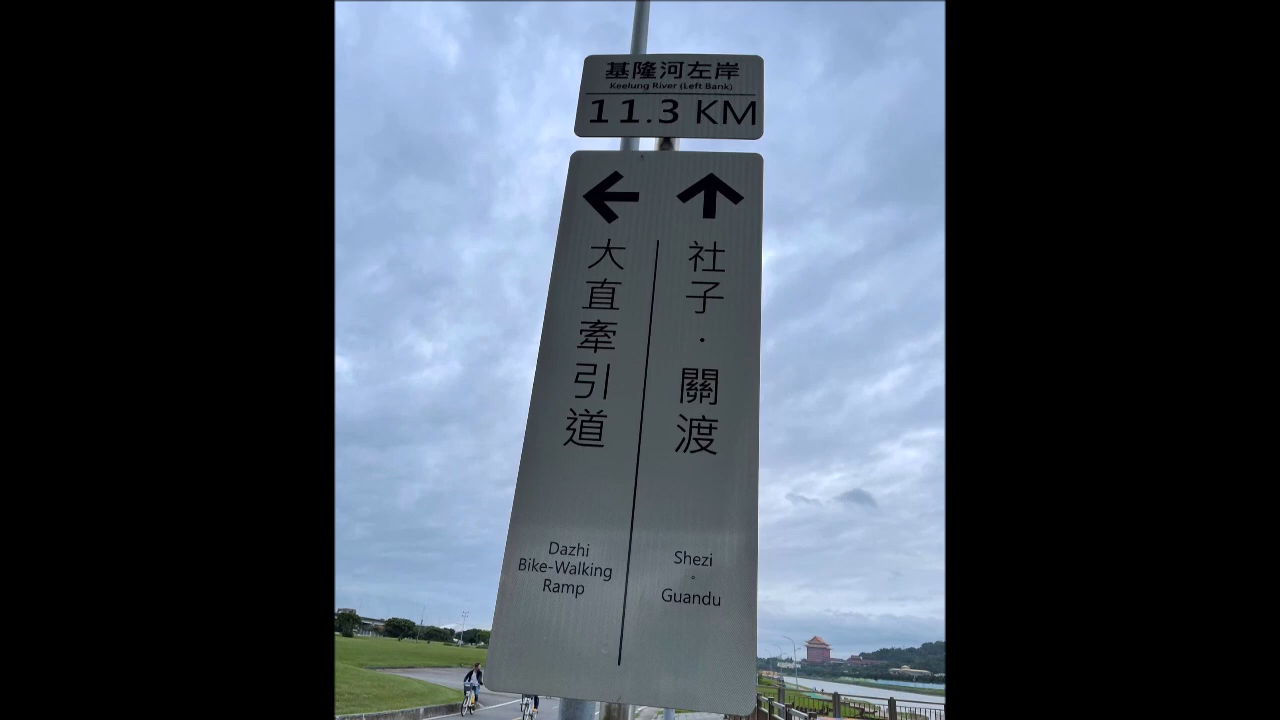 基隆河左岸
Keelung River (Left Bank)
11.3 KM
大直牽引道
Dazhi
Bike-Walking
Ramp
社子·關渡
Shezi
。
Guandu